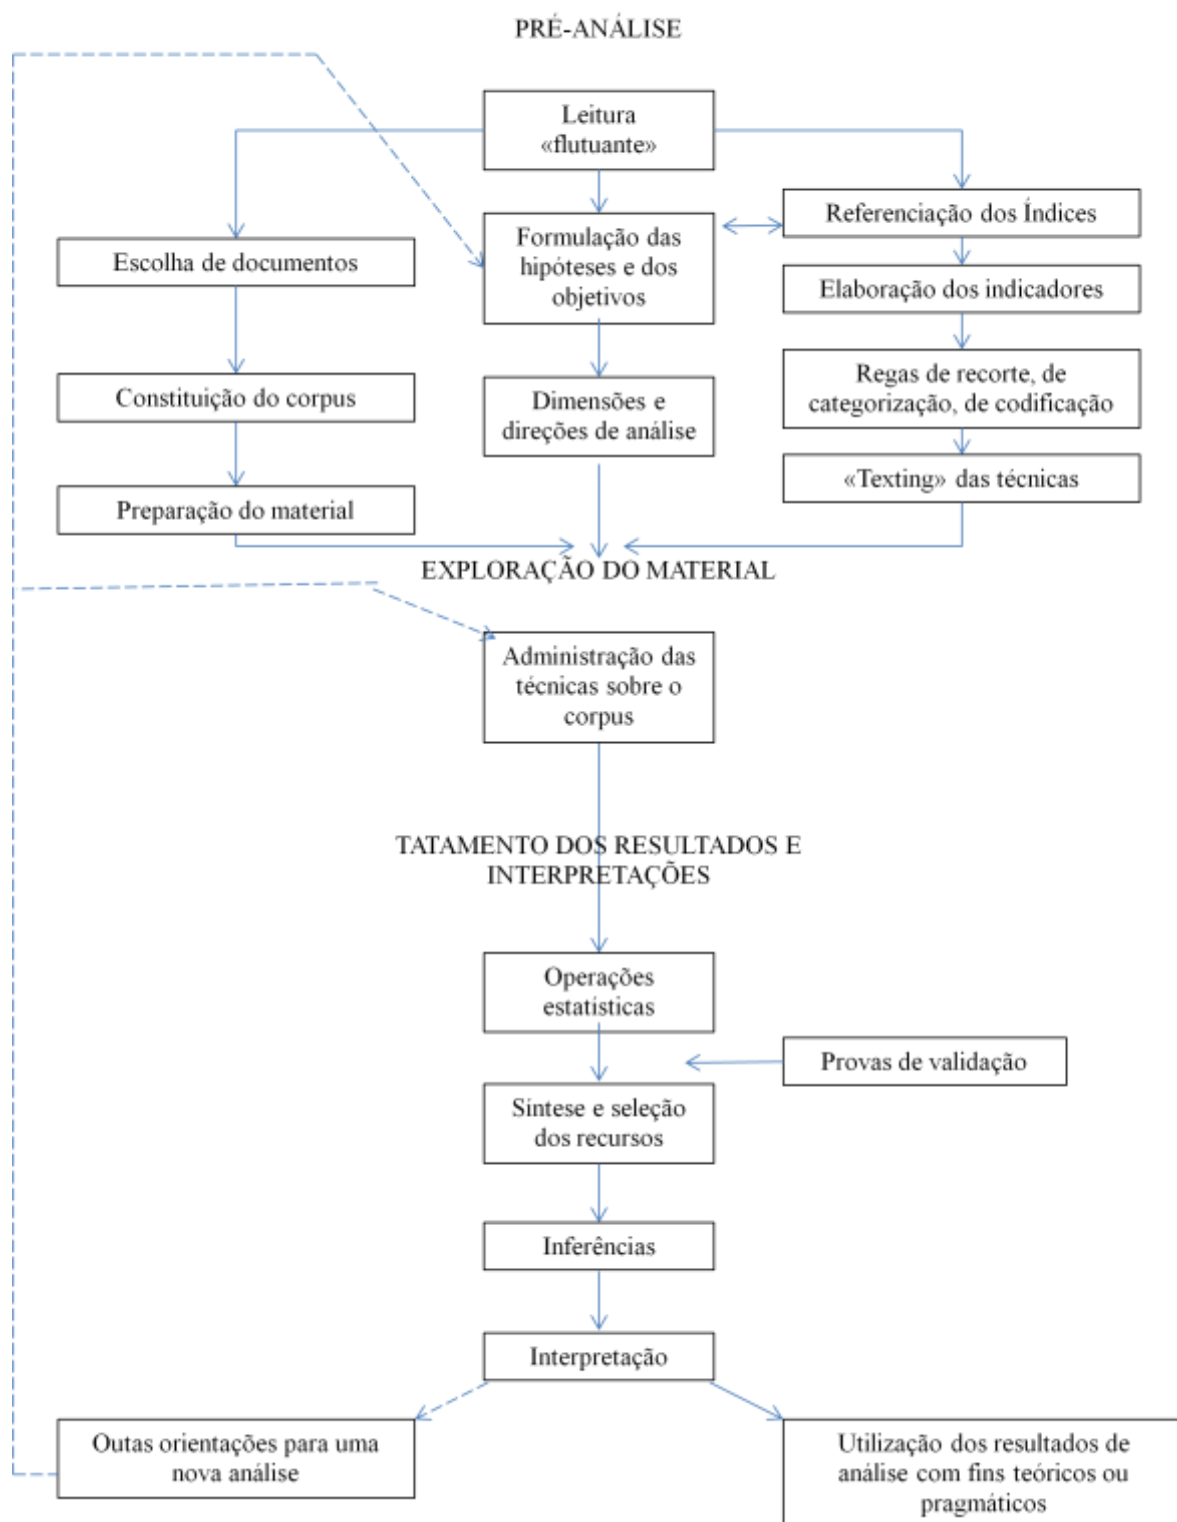 PRÉ-ANÁLISE
Leitura
«flutuante»
Referenciação dos Índices
Formulação das
hipóteses e dos
objetivos
Escolha de documentos
Elaboração dos indicadores
Regas de recorte, de
categorização, de codificação
Constituição do corpus
Dimensões e
direções de análise
«Texting» das técnicas
Preparação do material
EXPLORAÇÃO DO MATERIAL
Administração das
técnicas sobre o
corpus
TATAMENTO DOS RESULTADOS E
INTERPRETAÇÕES
Operações
estatísticas
Provas de validação
Síntese e seleção
dos recursos
Inferências
Interpretação
Outas orientações para uma
nova análise
Utilização dos resultados de
análise com fins teóricos ou
pragmáticos